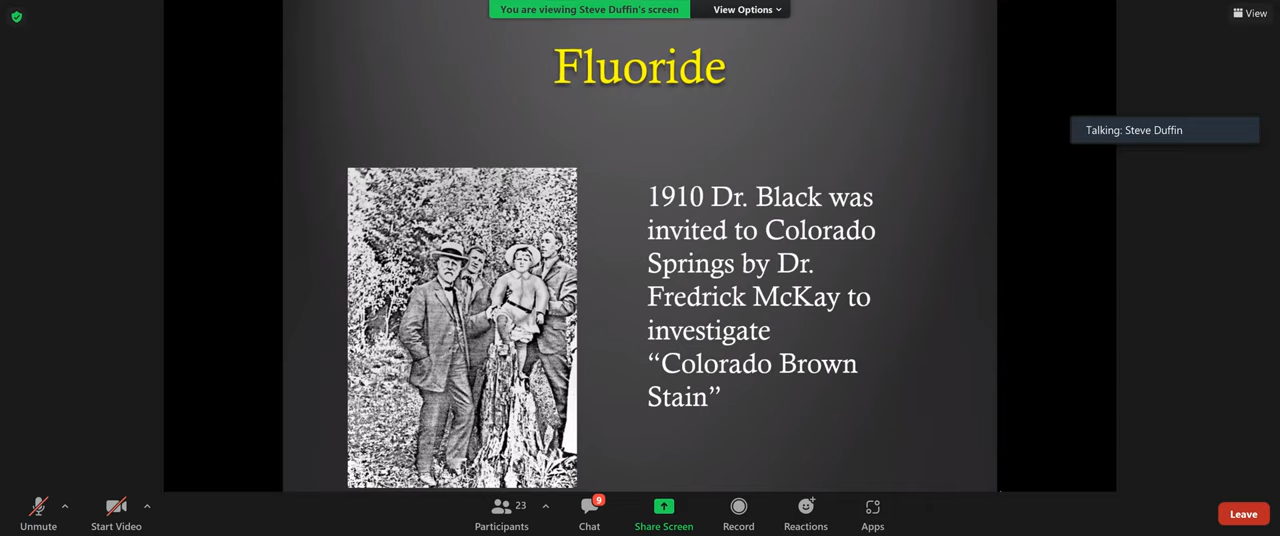 You are viewing Steve Duffin's screen
View Options
View
Fluoride
Talking: Steve Duffin
1910 Dr. Black was
invited to Colorado
Springs by Dr.
Fredrick McKay to
investigate
“Colorado Brown
Stain”
Unmute
Start Video
23
Participants
9
Chat
Share Screen
Record
Reactions
Apps
Leave